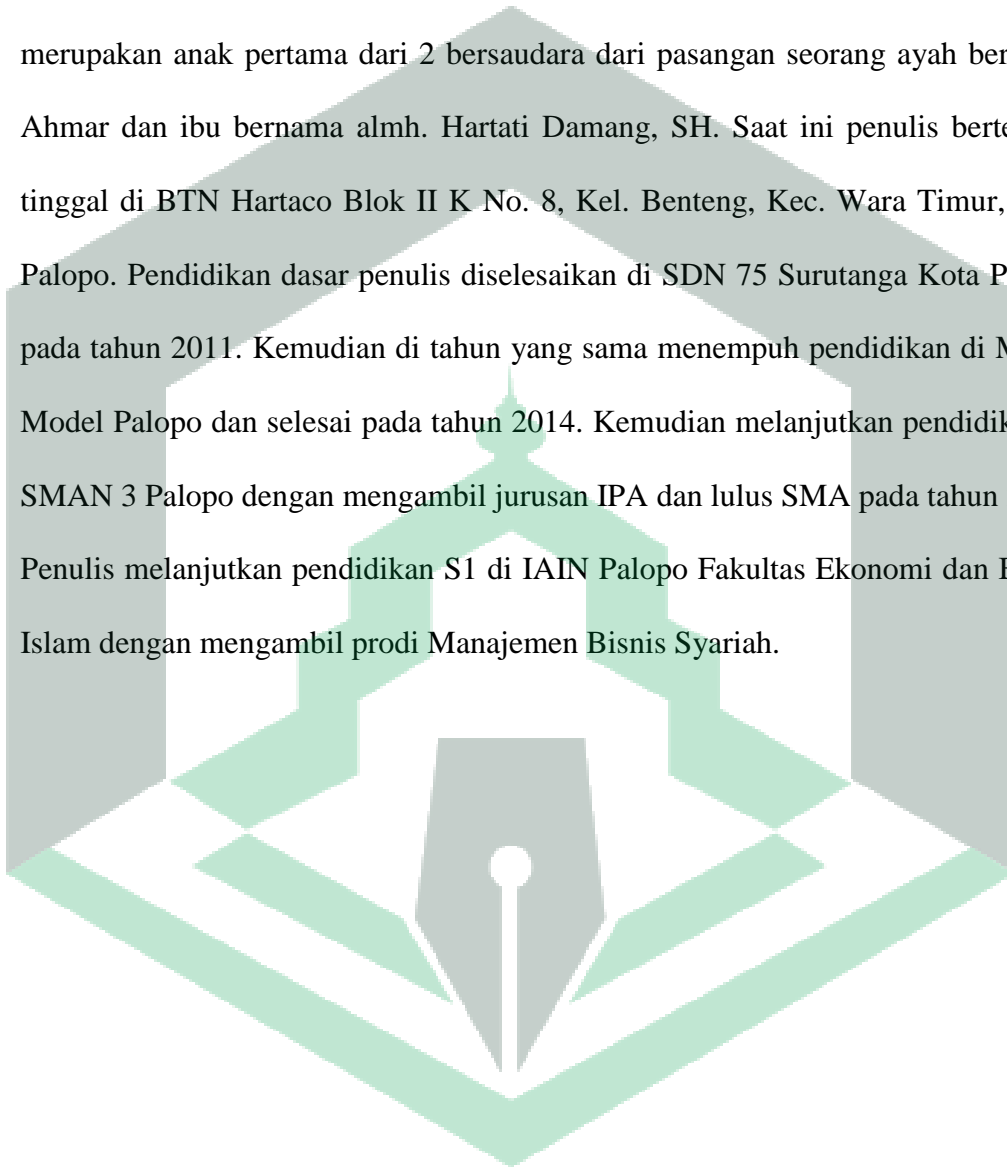 merupakan anak pertama dari 2 bersaudara dari pasangan seorang ayah
Ahmar dan ibu bernama almh. Hartati Damang, SH. Saat ini penulis
tinggal di BTN Hartaco Blok II K No. 8, Kel. Benteng, Kec. Wara Timur,
Palopo. Pendidikan dasar penulis diselesaikan di SDN 75 Surutanga Kota
pada tahun 2011. Kemudian di tahun yang sama menempuh pendidikan di
Model Palopo dan selesai pada tahun 2014. Kemudian melanjutkan
SMAN 3 Palopo dengan mengambil jurusan IPA dan lulus SMA pada tahun
Penulis melanjutkan pendidikan S1 di IAIN Palopo Fakultas Ekonomi dan
Islam dengan mengambil prodi Manajemen Bisnis Syariah.